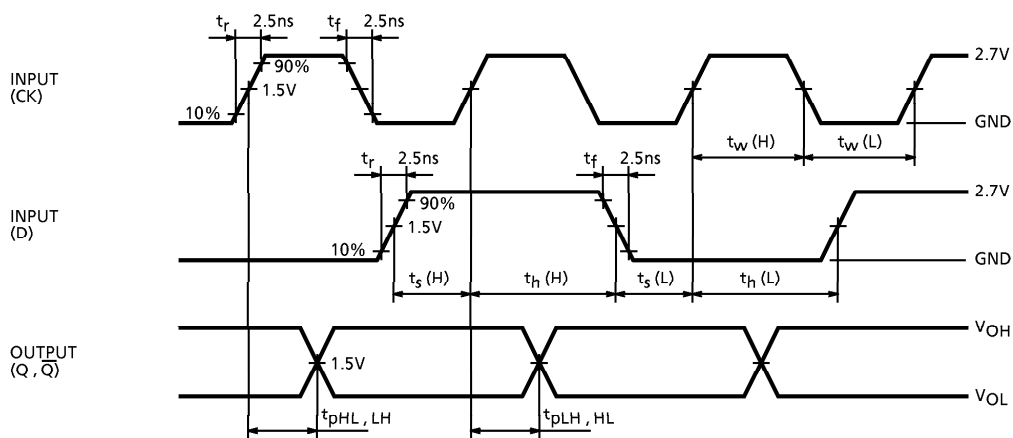 tr 2.5ns tf 2.5ns
INPUT
(CK)
90%
1.5V
10%
2.7V
GND
tw (H) tw (L)
tr 2.5ns tf 2.5ns
INPUT
(D)
90%
1.5V
10%
2.7V
GND
ts (H) th (H) ts (L) th (L)
OUTPUT
(Q , Q̅)
1.5V
VOH
VOL
tpHL , LH tpLH , HL